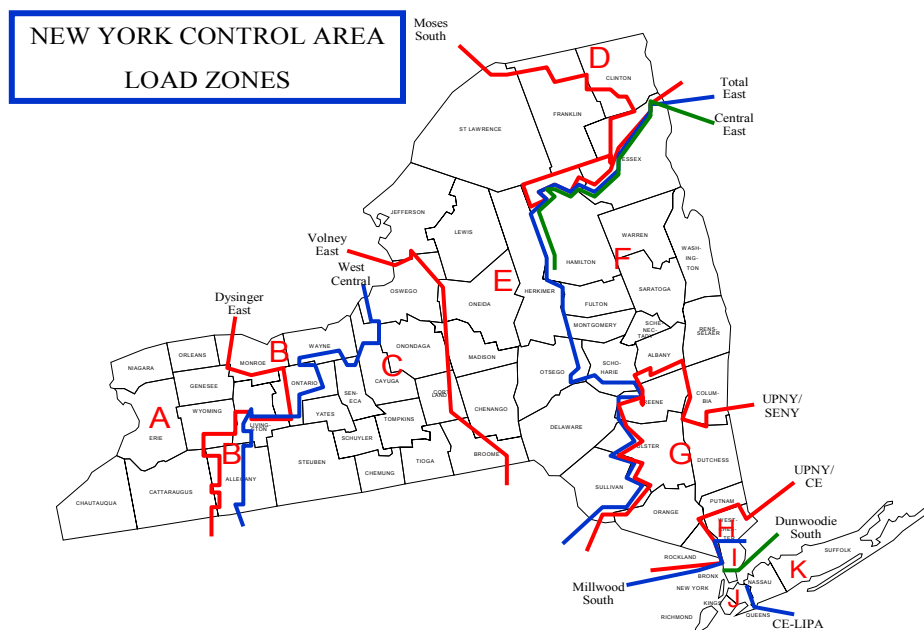 NEW YORK CONTROL AREA
LOAD ZONES
Moses
South
D
CLINTON
Total
East
Central
East
ST LAWRENCE
FRANKLIN
ESSEX
JEFFERSON
LEWIS
WARREN
WASH-
ING-
TON
Volney
East
West
Central
HAMILTON
F
E
OSWEGO
HERKIMER
SARATOGA
ONEIDA
FULTON
Dysinger
East
MONTGOMERY
SCHE
NEC-
TADY
RENS-
SELAER
NIAGARA
ORLEANS
MONROE
B
WAYNE
ONONDAGA
C
MADISON
OTSEGO
SCHO-
HARIE
ALBANY
GENESEE
ONTARIO
SEN-
ECA
CAYUGA
CORT
LAND
A
WYOMING
LIVING-
STON
YATES
TOMPKINS
CHENANGO
GREENE
COLUM-
BIA
UPNY/
SENY
ERIE
B
SCHUYLER
DELAWARE
ULSTER
G
DUTCHESS
ALLEGANY
STEUBEN
CHEMUNG
TIOGA
BROOME
CHAUTAUQUA
CATTARAUGUS
SULLIVAN
UPNY/
CE
ORANGE
PUTNAM
WEST-
CHES-
TER
H
Dunwoodie
South
ROCKLAND
I
SUFFOLK
K
Millwood
South
BRONX
NASSAU
NEW YORK
J
KINGS
QUEENS
RICHMOND
CE-LIPA